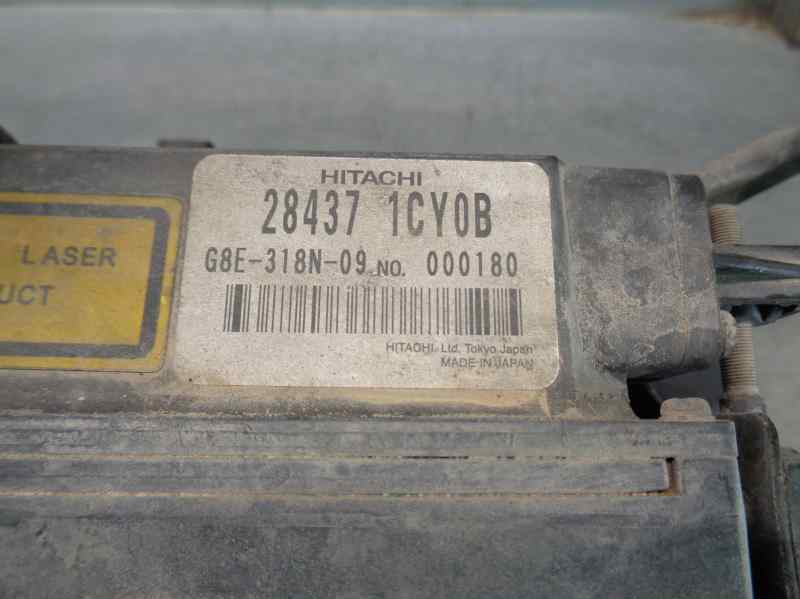 LASER
UCT
HITACHI
28437 1CY0B
G8E-318N-09 NO. 000180
HITACHI, Ltd. Tokyo Japan
MADE IN JAPAN